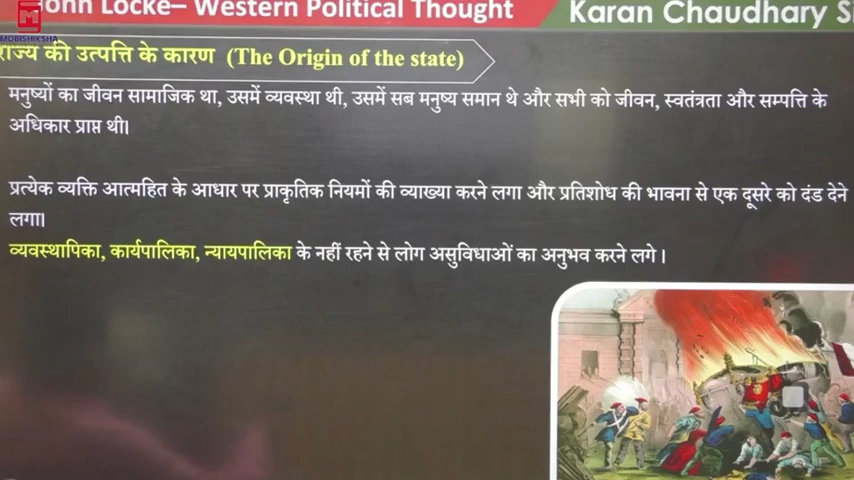 John Locke– Western Political Thought
Karan Chaudhary
MOBISHIKSHA
राज्य की उत्पत्ति के कारण (The Origin of the state)
मनुष्यों का जीवन सामाजिक था, उसमें व्यवस्था थी, उसमें सब मनुष्य समान थे और सभी को जीवन, स्वतंत्रता और सम्पत्ति के
अधिकार प्राप्त थी।
प्रत्येक व्यक्ति आत्महित के आधार पर प्राकृतिक नियमों की व्याख्या करने लगा और प्रतिशोध की भावना से एक दूसरे को दंड देने
लगा।
व्यवस्थापिका, कार्यपालिका, न्यायपालिका के नहीं रहने से लोग असुविधाओं का अनुभव करने लगे ।